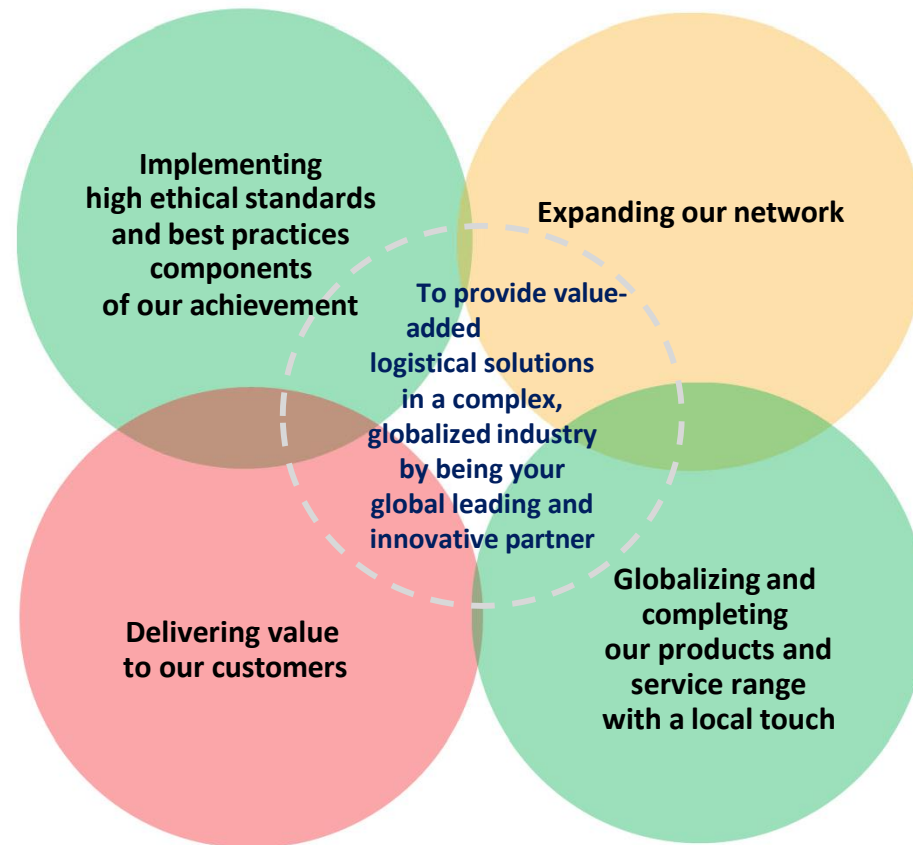 Implementing
high ethical standards
and best practices
components
of our achievement
Expanding our network
To provide value-
added
logistical solutions
in a complex,
globalized industry
by being your
global leading and
innovative partner
Delivering value
to our customers
Globalizing and
completing
our products and
service range
with a local touch